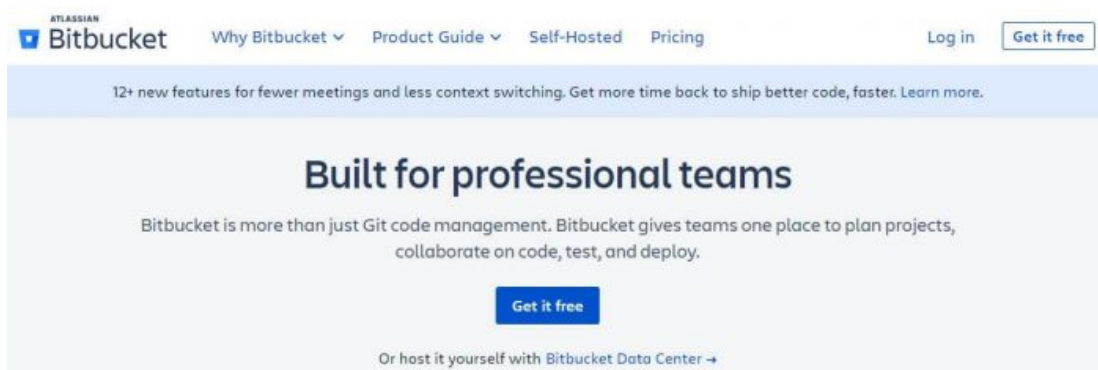 ATLASSIAN
Bitbucket
Why Bitbucket
Product Guide
Self-Hosted
Pricing
Log in
Get it free
12+ new features for fewer meetings and less context switching. Get more time back to ship better code, faster. Learn more.
Built for professional teams
Bitbucket is more than just Git code management. Bitbucket gives teams one place to plan projects,
collaborate on code, test, and deploy.
Get it free
Or host it yourself with Bitbucket Data Center →